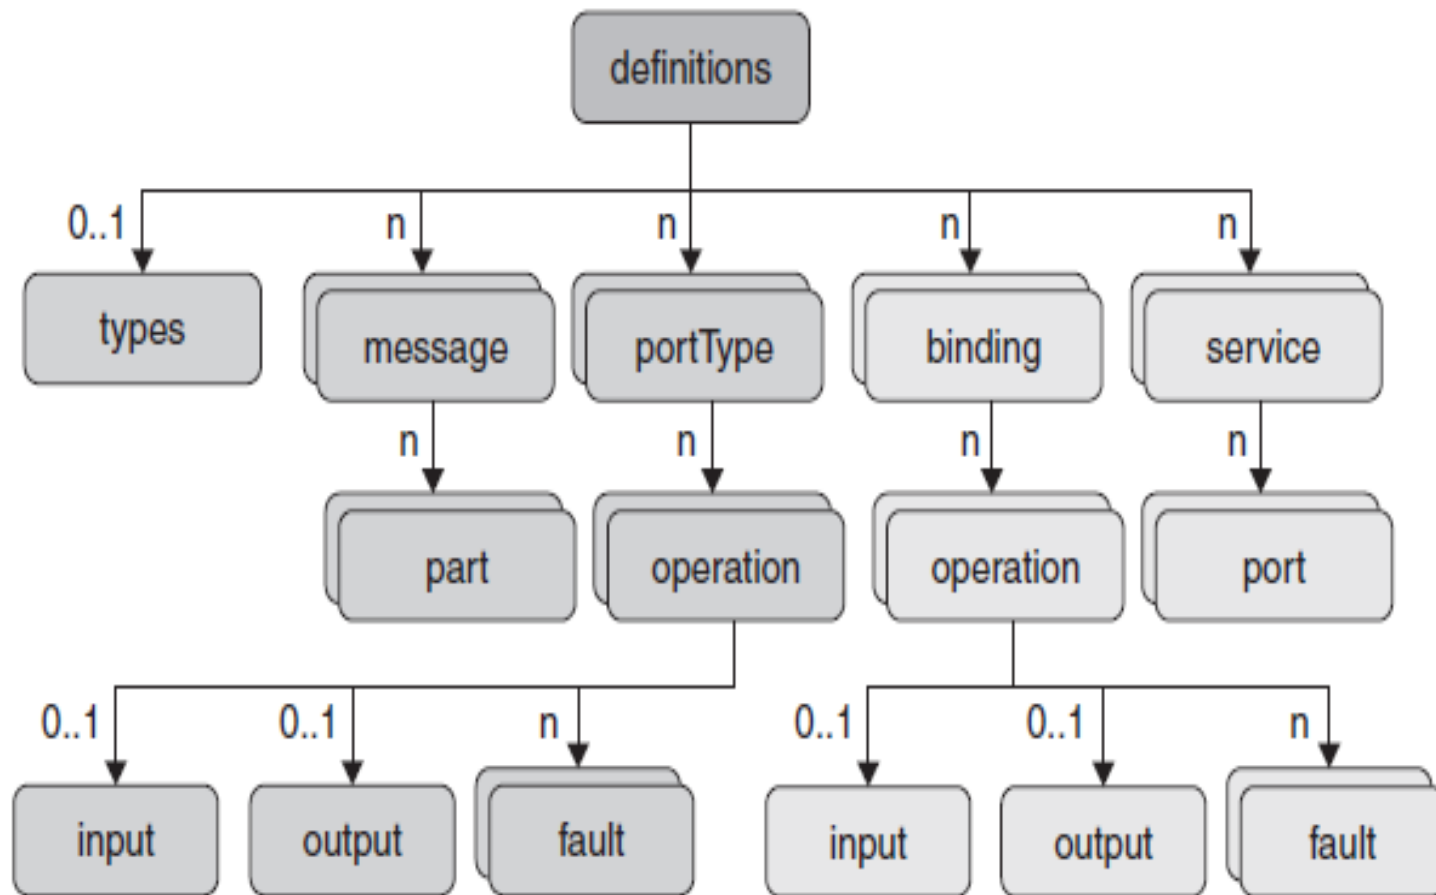 definitions
0..1 n n n n
types message portType binding service
n n n n
part operation operation port
0..1 0..1 n 0..1 0..1 n
input output fault input output fault